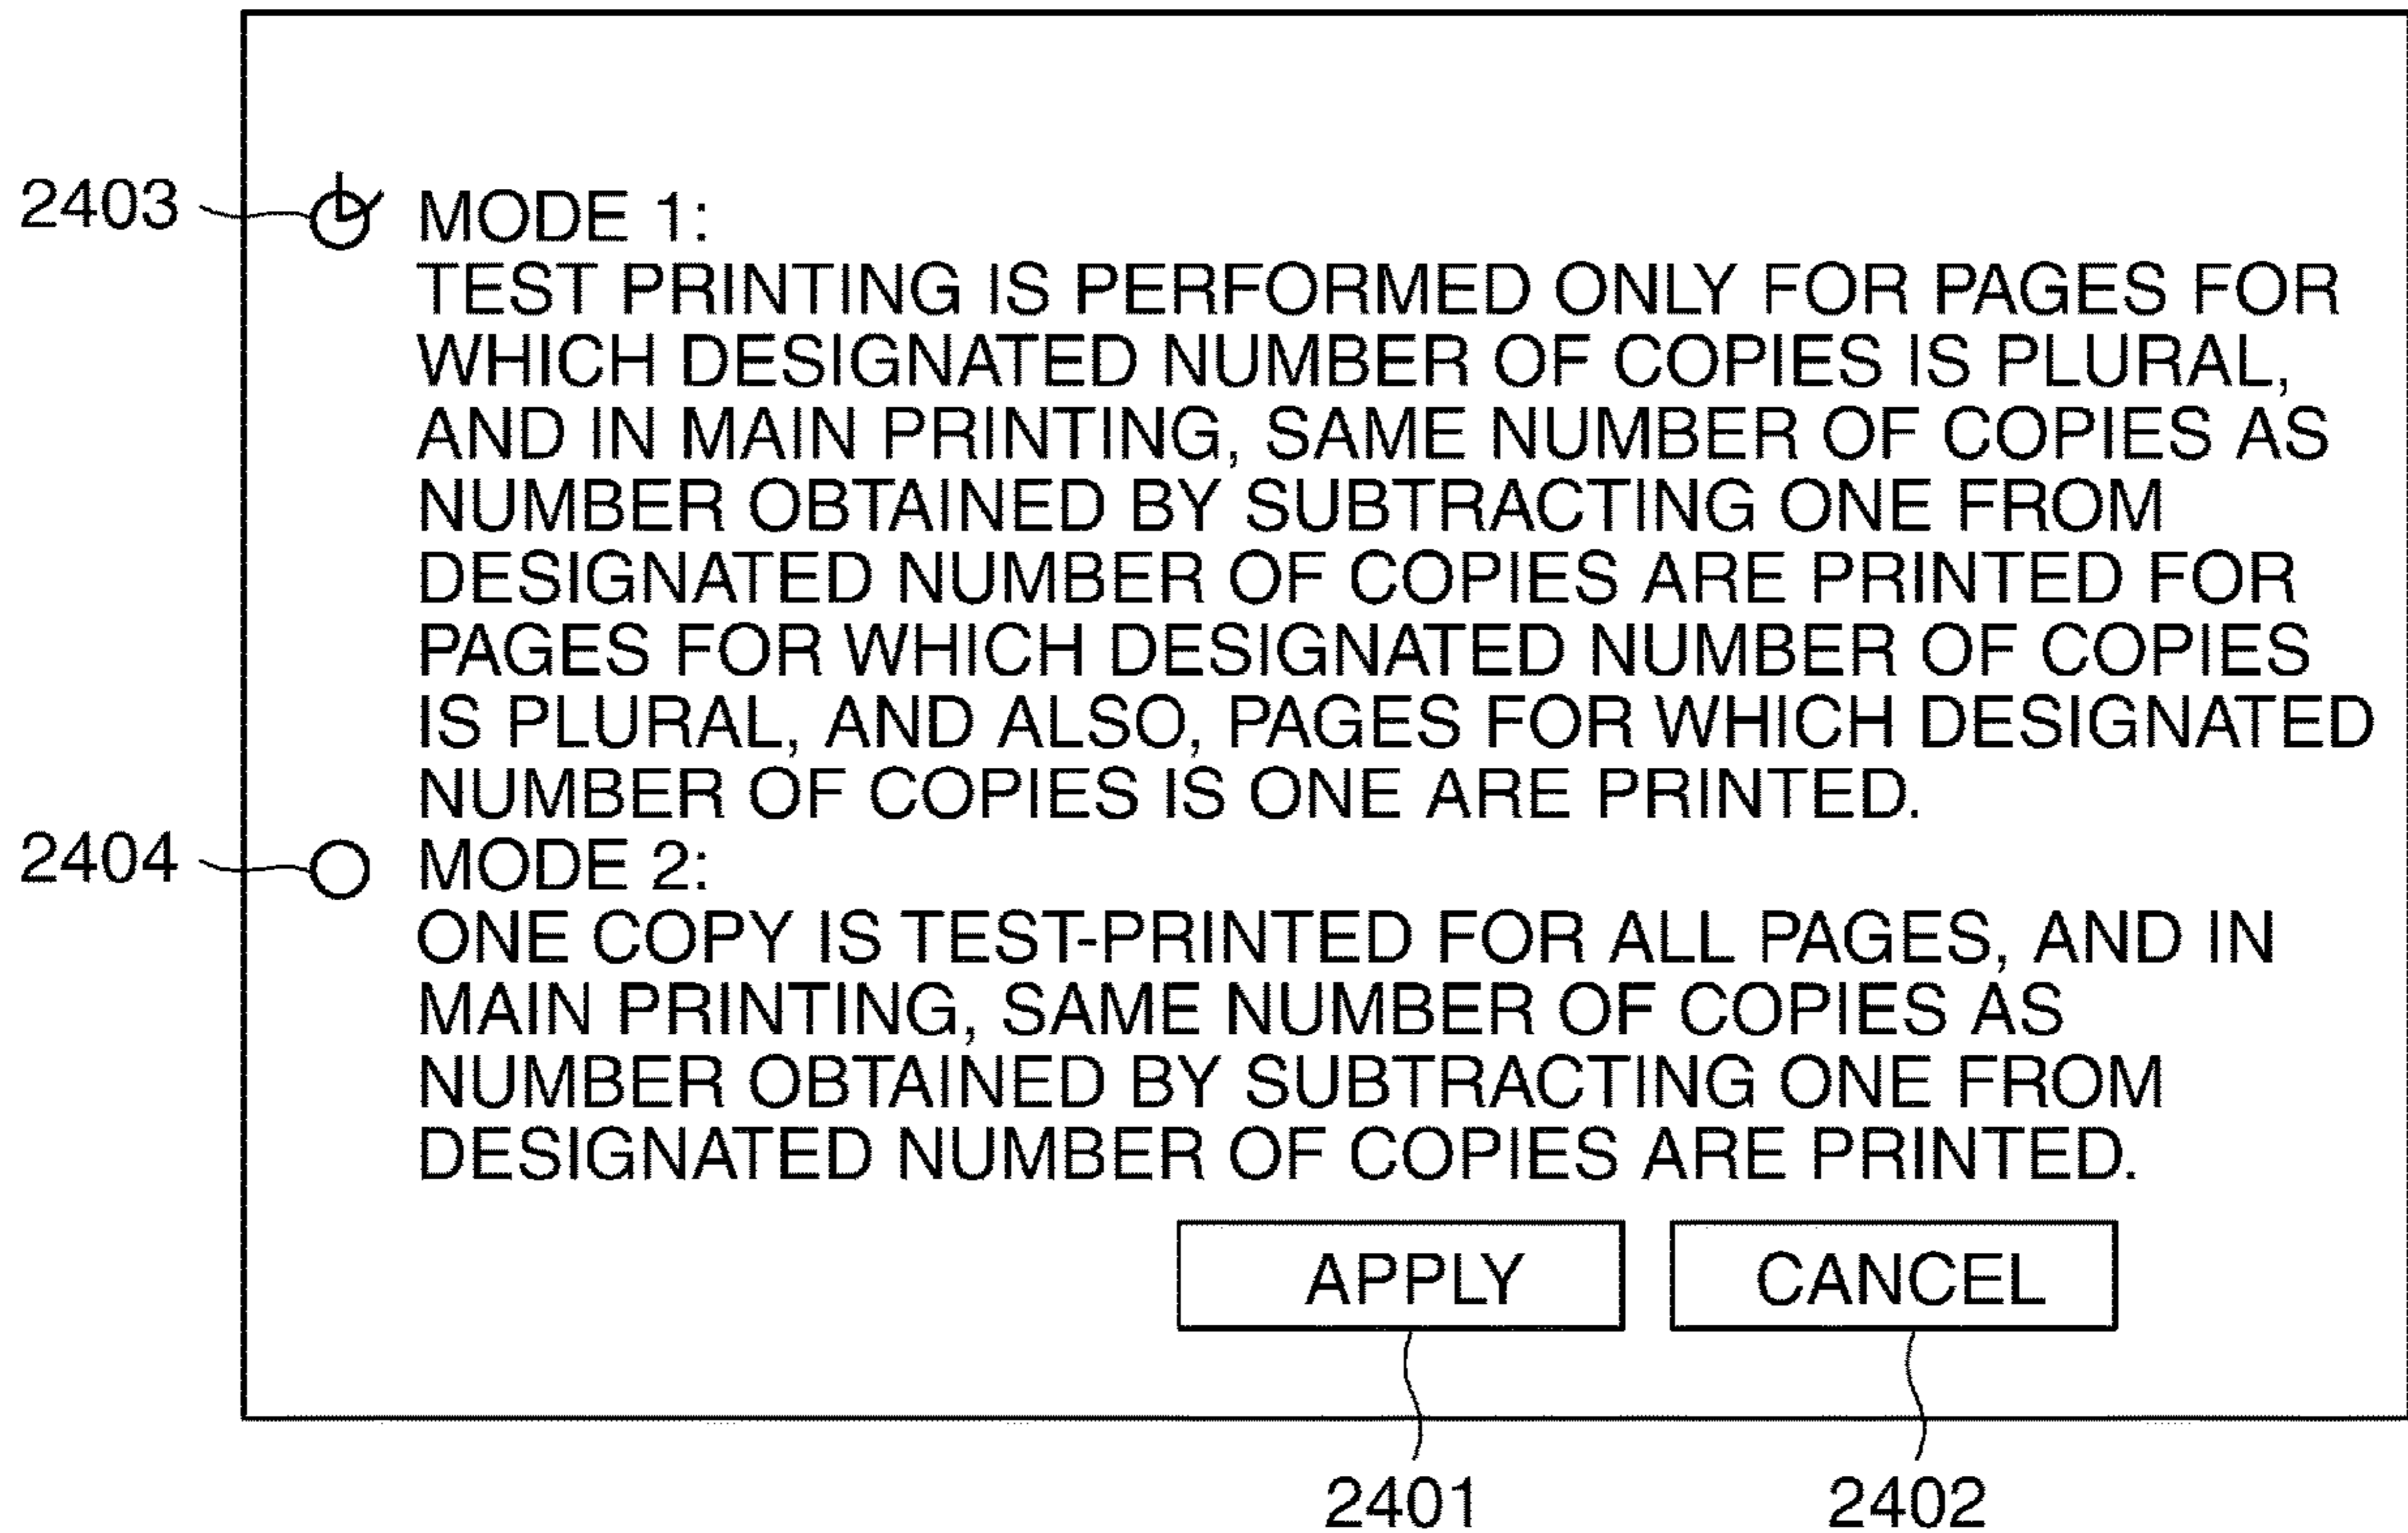 2403 MODE 1:
TEST PRINTING IS PERFORMED ONLY FOR PAGES FOR
WHICH DESIGNATED NUMBER OF COPIES IS PLURAL,
AND IN MAIN PRINTING, SAME NUMBER OF COPIES AS
NUMBER OBTAINED BY SUBTRACTING ONE FROM
DESIGNATED NUMBER OF COPIES ARE PRINTED FOR
PAGES FOR WHICH DESIGNATED NUMBER OF COPIES
IS PLURAL, AND ALSO, PAGES FOR WHICH DESIGNATED
NUMBER OF COPIES IS ONE ARE PRINTED.
2404 MODE 2:
ONE COPY IS TEST-PRINTED FOR ALL PAGES, AND IN
MAIN PRINTING, SAME NUMBER OF COPIES AS
NUMBER OBTAINED BY SUBTRACTING ONE FROM
DESIGNATED NUMBER OF COPIES ARE PRINTED.
APPLY CANCEL
2401 2402